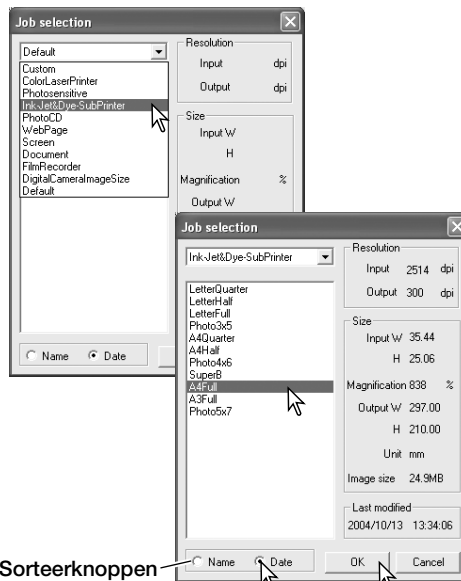 Job selection
Default
Custom
ColorLaserPrinter
Photosensitive
Ink-Jet&Dye-SubPrinter
PhotoCD
WebPage
Screen
Document
FilmRecorder
DigitalCameraImageSize
Default
Resolution
Input dpi
Output dpi
Size
Input W
H
Magnification %
Output W
Name Date
Job selection
Ink-Jet&Dye-SubPrinter
LetterQuarter
LetterHalf
LetterFull
Photo3x5
A4Quarter
A4Half
Photo4x6
SuperB
A4Full
A3Full
Photo5x7
Resolution
Input 2514 dpi
Output 300 dpi
Size
Input W 35.44
H 25.06
Magnification 838 %
Output W 297.00
H 210.00
Unit mm
Image size 24.9MB
Last modified
2004/10/13 13:34:06
Sorteerknoppen
Name Date
OK Cancel